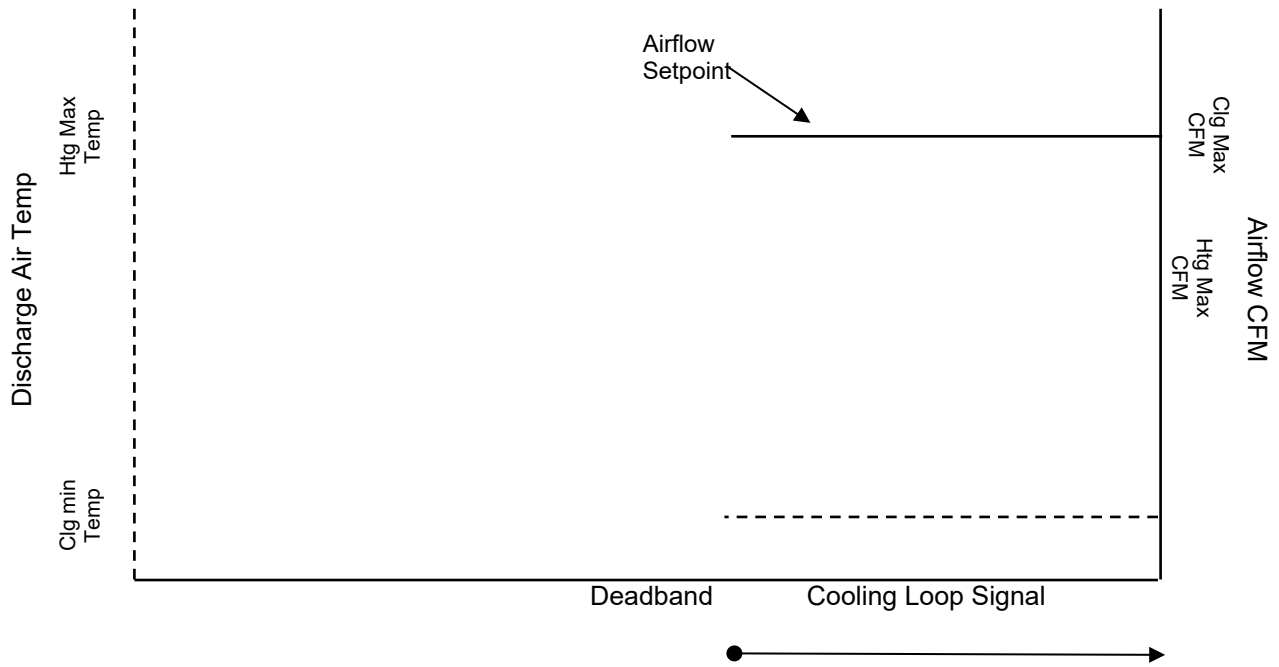 Airflow
Setpoint
Htg Max
Temp
Discharge Air Temp
Clg min
Temp
Clg Max
CFM
Htg Max
CFM
Airflow CFM
Deadband
Cooling Loop Signal